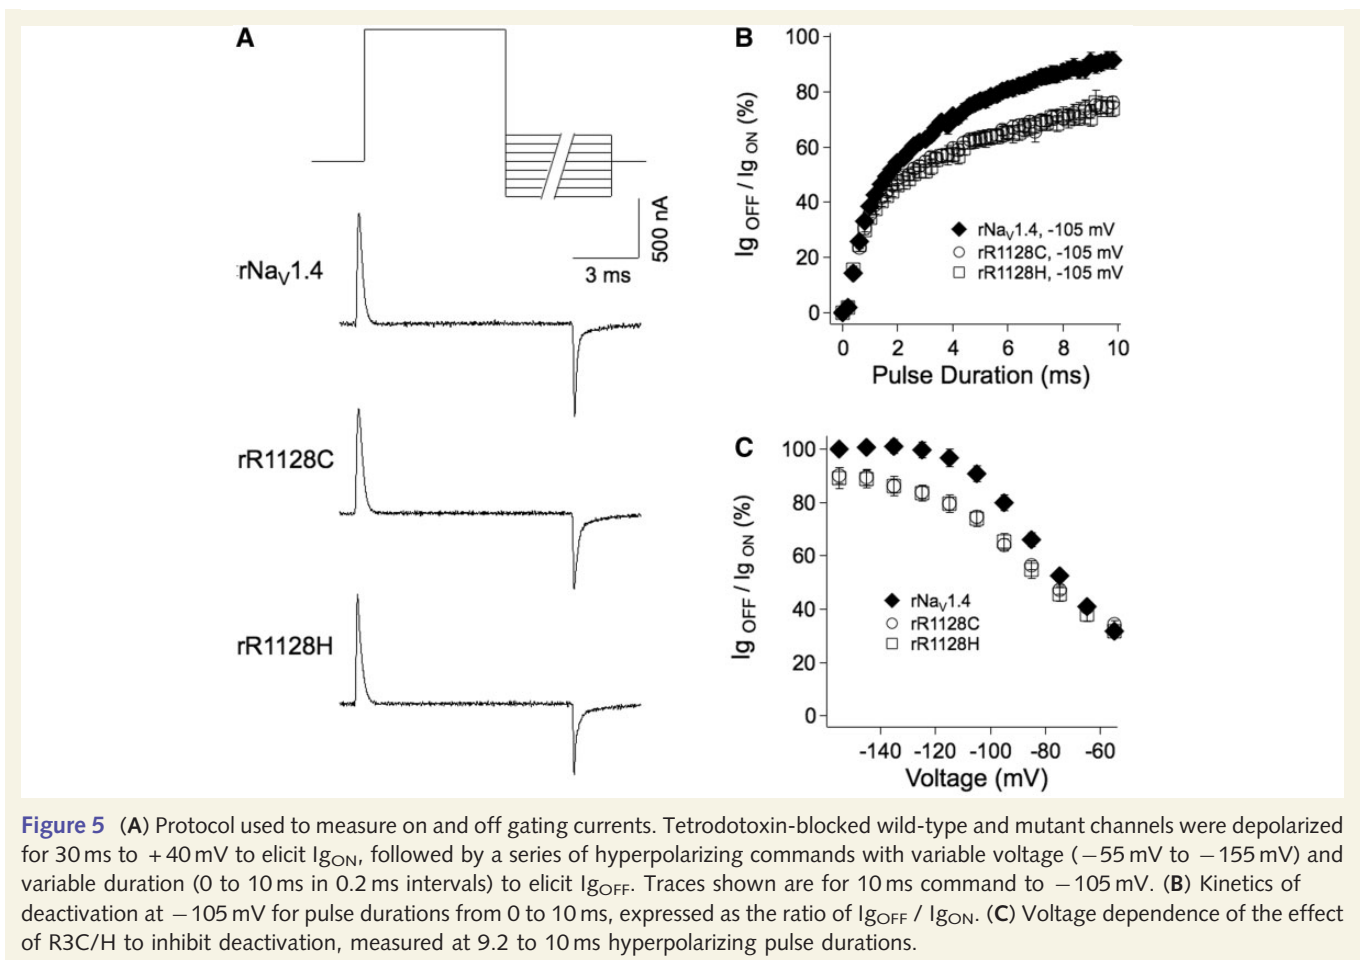 A
500 nA
3 ms
rNaV1.4
rR1128C
rR1128H
B
Ig OFF / Ig ON (%)
100
80
60
40
20
0
rNaV1.4, -105 mV
rR1128C, -105 mV
rR1128H, -105 mV
0 2 4 6 8 10
Pulse Duration (ms)
C
Ig OFF / Ig ON (%)
100
80
60
40
20
0
rNaV1.4
rR1128C
rR1128H
-140 -120 -100 -80 -60
Voltage (mV)
Figure 5 (A) Protocol used to measure on and off gating currents. Tetrodotoxin-blocked wild-type and mutant channels were depolarized
for 30 ms to +40 mV to elicit IgON, followed by a series of hyperpolarizing commands with variable voltage (−55 mV to −155 mV) and
variable duration (0 to 10 ms in 0.2 ms intervals) to elicit IgOFF. Traces shown are for 10 ms command to −105 mV. (B) Kinetics of
deactivation at −105 mV for pulse durations from 0 to 10 ms, expressed as the ratio of IgOFF / IgON. (C) Voltage dependence of the effect
of R3C/H to inhibit deactivation, measured at 9.2 to 10 ms hyperpolarizing pulse durations.